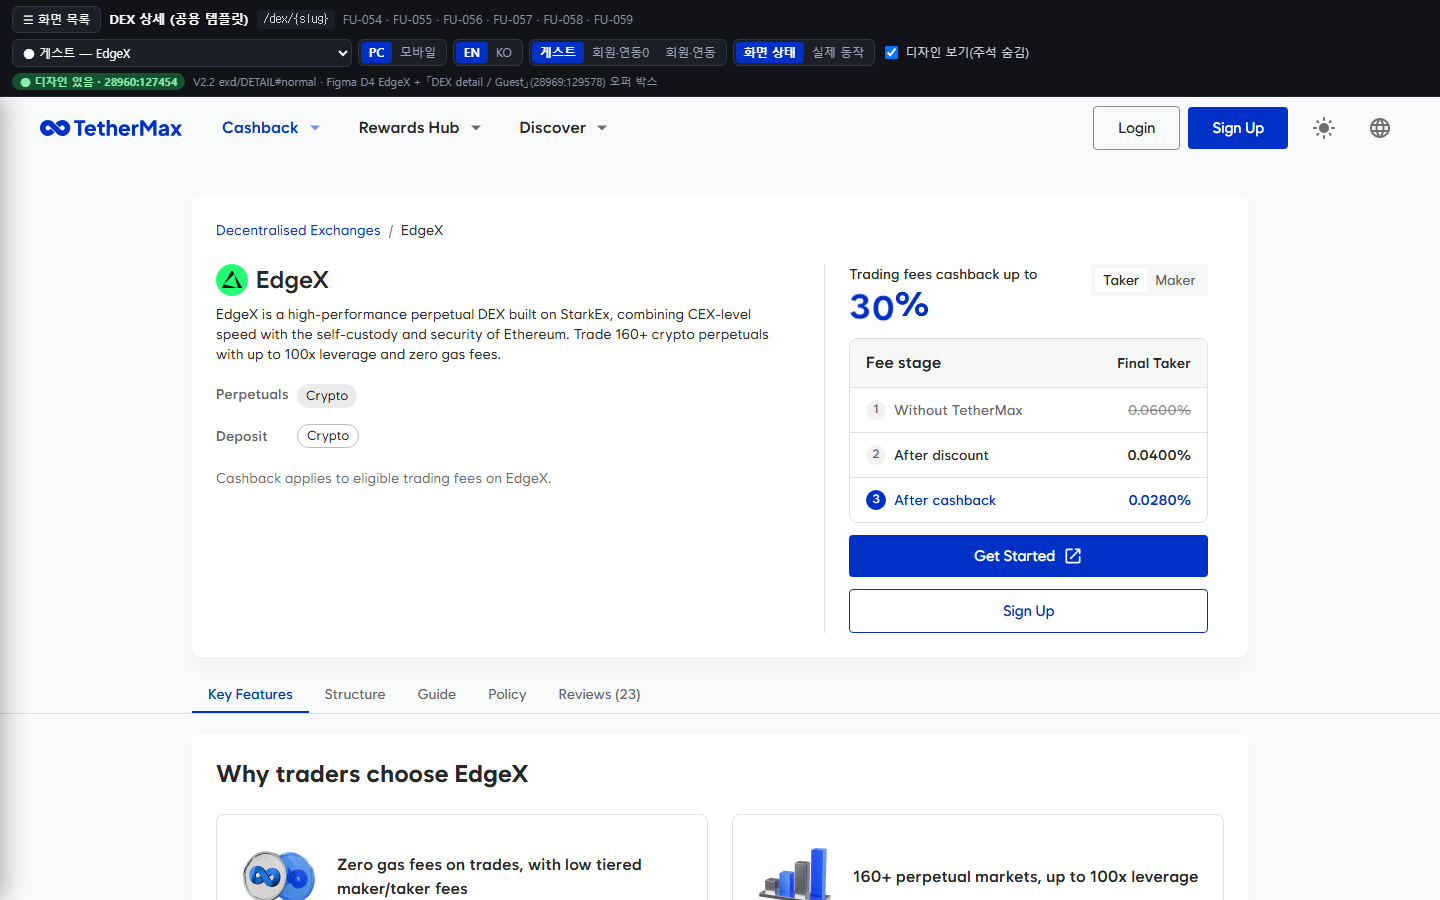 ☰ 화면 목록 DEX 상세 (공용 템플릿) /dex/{slug} FU-054 · FU-055 · FU-056 · FU-057 · FU-058 · FU-059
● 게스트 — EdgeX PC 모바일 EN KO 게스트 회원·연동0 회원·연동 화면 상태 실제 동작 디자인 보기(주석 숨김)
● 디자인 있음 · 28960:127454 V2.2 exd/DETAIL#normal · Figma D4 EdgeX + 「DEX detail / Guest」(28969:129578) 오퍼 박스
TetherMax Cashback Rewards Hub Discover Login Sign Up
Decentralised Exchanges / EdgeX
EdgeX
EdgeX is a high-performance perpetual DEX built on StarkEx, combining CEX-level
speed with the self-custody and security of Ethereum. Trade 160+ crypto perpetuals
with up to 100x leverage and zero gas fees.
Perpetuals Crypto
Deposit Crypto
Cashback applies to eligible trading fees on EdgeX.
Trading fees cashback up to
30%
Taker Maker
Fee stage Final Taker
1 Without TetherMax 0.0600%
2 After discount 0.0400%
3 After cashback 0.0280%
Get Started
Sign Up
Key Features Structure Guide Policy Reviews (23)
Why traders choose EdgeX
Zero gas fees on trades, with low tiered
maker/taker fees
160+ perpetual markets, up to 100x leverage